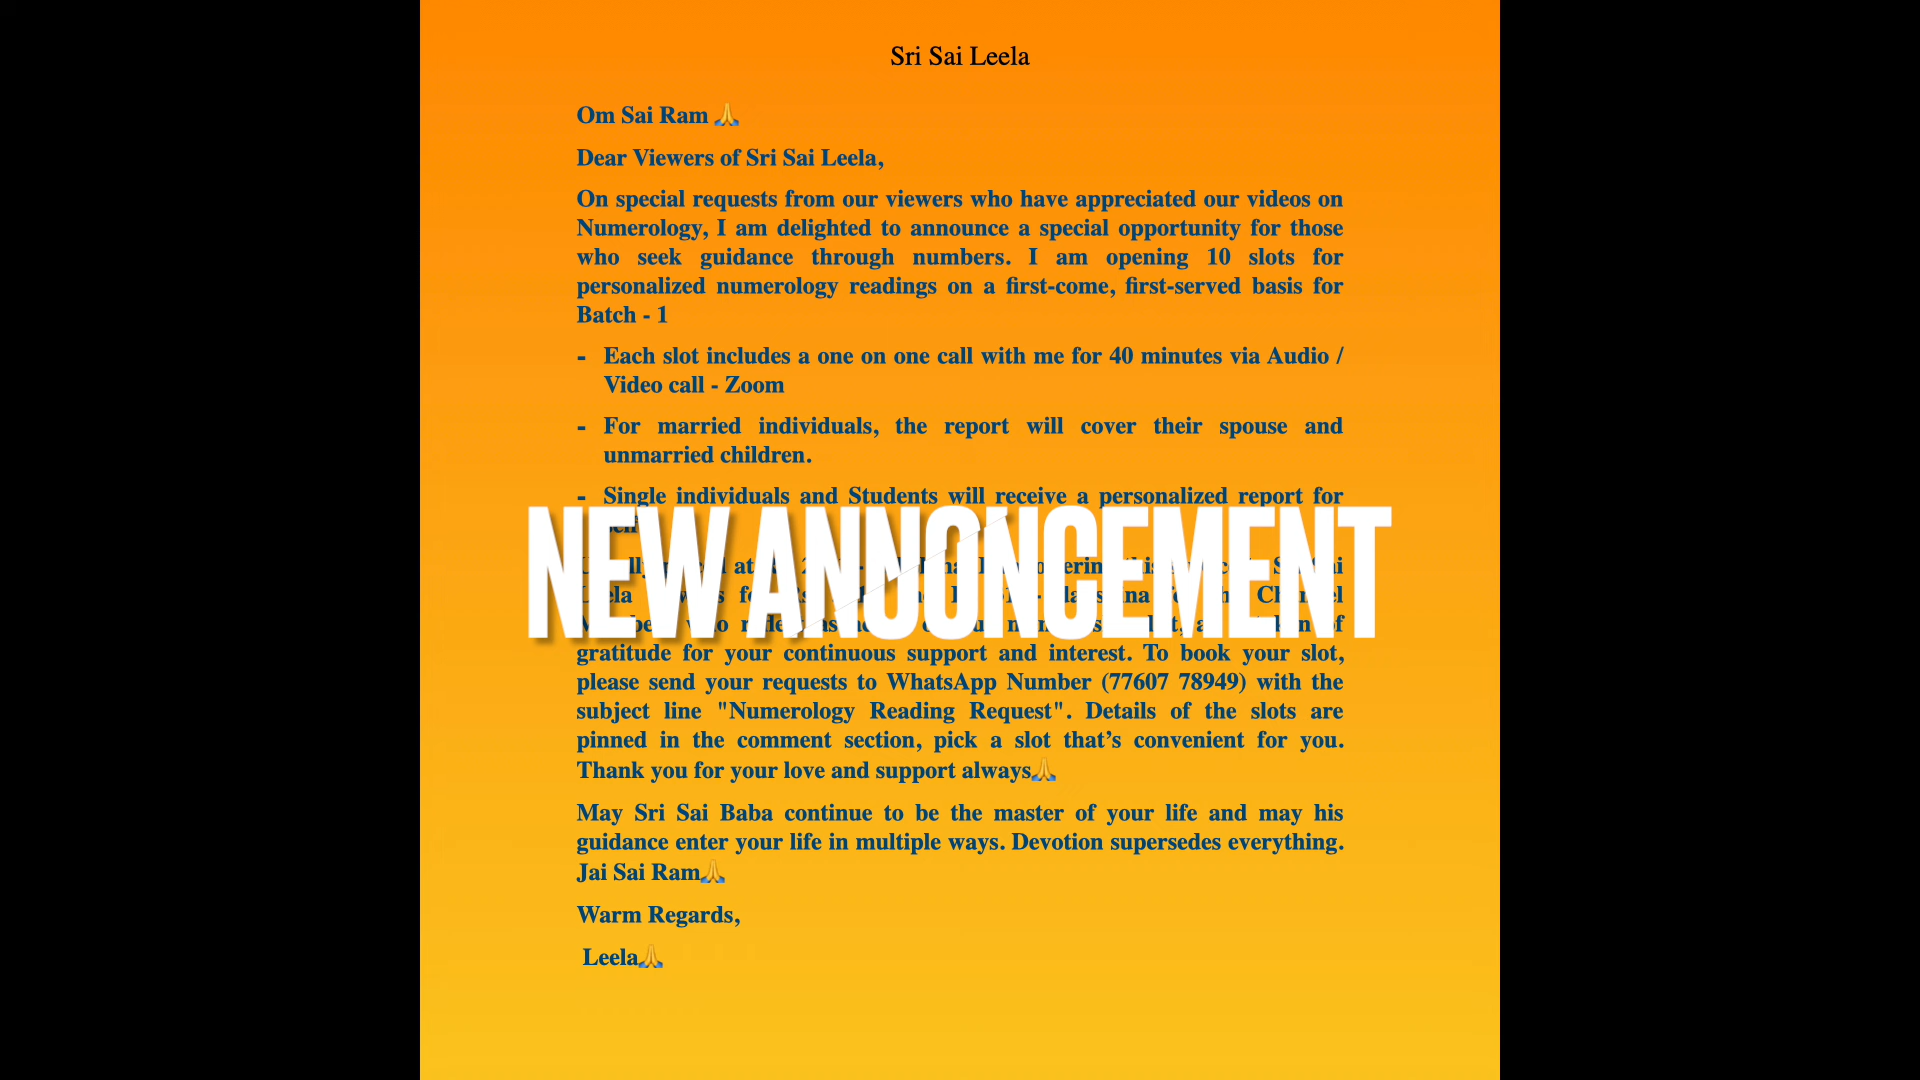 Sri Sai Leela
Om Sai Ram 🙏
Dear Viewers of Sri Sai Leela,
On special requests from our viewers who have appreciated our videos on
Numerology, I am delighted to announce a special opportunity for those
who seek guidance through numbers. I am opening 10 slots for
personalized numerology readings on a first-come, first-served basis for
Batch - 1
- Each slot includes a one on one call with me for 40 minutes via Audio /
Video call - Zoom
- For married individuals, the report will cover their spouse and
unmarried children.
- Single individuals and Students will receive a personalized report for
NEW ANNOUNCEMENT
gratitude for your continuous support and interest. To book your slot,
please send your requests to WhatsApp Number (77607 78949) with the
subject line "Numerology Reading Request". Details of the slots are
pinned in the comment section, pick a slot that’s convenient for you.
Thank you for your love and support always🙏
May Sri Sai Baba continue to be the master of your life and may his
guidance enter your life in multiple ways. Devotion supersedes everything.
Jai Sai Ram🙏
Warm Regards,
Leela🙏